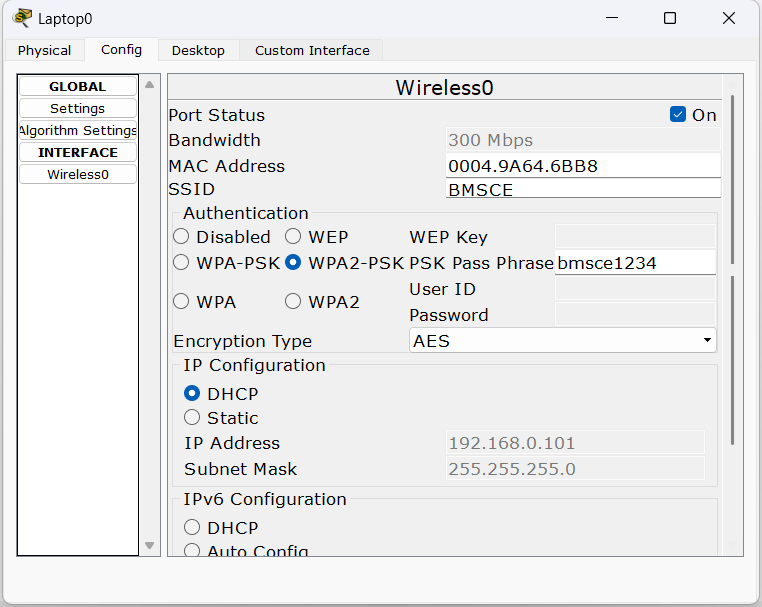 Laptop0
Physical Config Desktop Custom Interface
GLOBAL
Settings
Algorithm Settings
INTERFACE
Wireless0
Wireless0
Port Status On
Bandwidth 300 Mbps
MAC Address 0004.9A64.6BB8
SSID BMSCE
Authentication
Disabled WEP WEP Key
WPA-PSK WPA2-PSK PSK Pass Phrase bmsce1234
User ID
WPA WPA2
Password
Encryption Type AES
IP Configuration
DHCP
Static
IP Address 192.168.0.101
Subnet Mask 255.255.255.0
IPv6 Configuration
DHCP
Auto Config